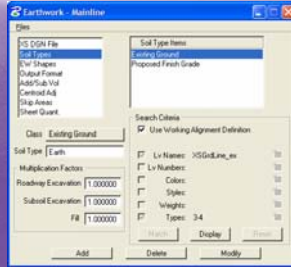 Earthwork - Mainline
Files
XS DGN File
Soil Types
EW Shapes
Output Format
Add/Sub Vol
Centroid Adj
Skip Areas
Sheet Quant.
Soil Type Items
Existing Ground
Proposed Finish Grade
Class Existing Ground
Soil Type Earth
Multiplication Factors
Roadway Excavation 1.000000
Subsoil Excavation 1.000000
Fill 1.000000
Search Criteria
Use Working Alignment Definition
Lv Names: XSGrdLine_ex
Lv Numbers:
Colors:
Styles:
Weights:
Types: 3-4
Match Display Reset
Add Delete Modify